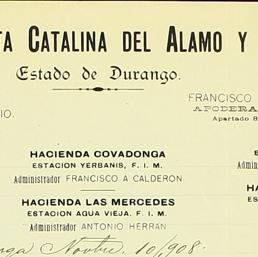 TA CATALINA DEL ALAMO Y
Estado de Durango.
FRANCISCO
APODERA
Apartado 8
IO.
HACIENDA COVADONGA
ESTACION YERBANIS, F. I. M.
Administrador FRANCISCO A CALDERON
HACIENDA LAS MERCEDES
ESTACION AGUA VIEJA. F. I. M.
Administrador ANTONIO HERRAN
nga Novbre. 10/908.